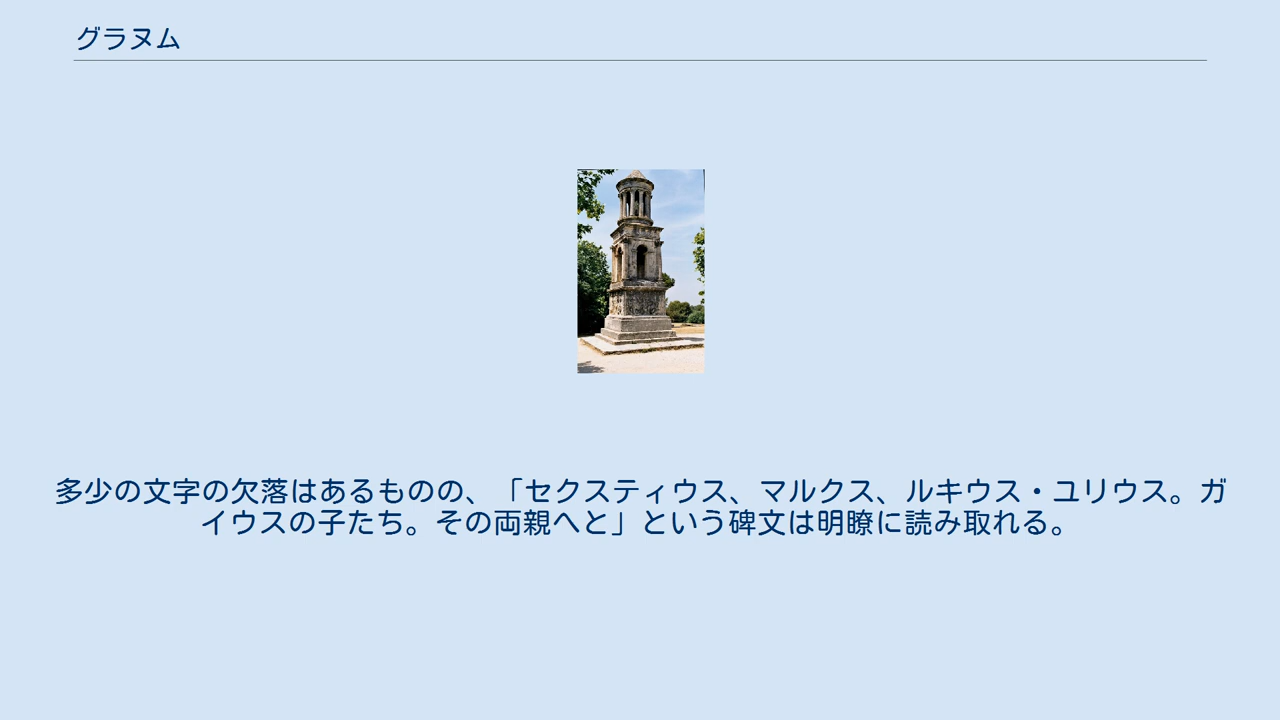 グラヌム
多少の文字の欠落はあるものの、「セクスティウス、マルクス、ルキウス・ユリウス。ガ
イウスの子たち。その両親へと」という碑文は明瞭に読み取れる。